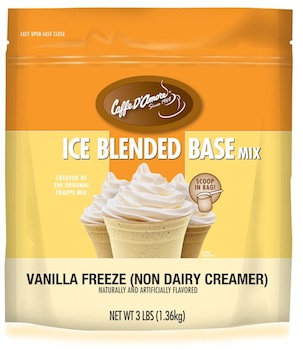 EASY OPEN·EASY CLOSE
Caffe D'Amore
Since 1968
ICE BLENDED BASE MIX
CREATOR OF
THE ORIGINAL
FRAPPE MIX
SCOOP
IN BAG!
VANILLA FREEZE (NON DAIRY CREAMER)
NATURALLY AND ARTIFICIALLY FLAVORED
NET WT 3 LBS (1.36kg)